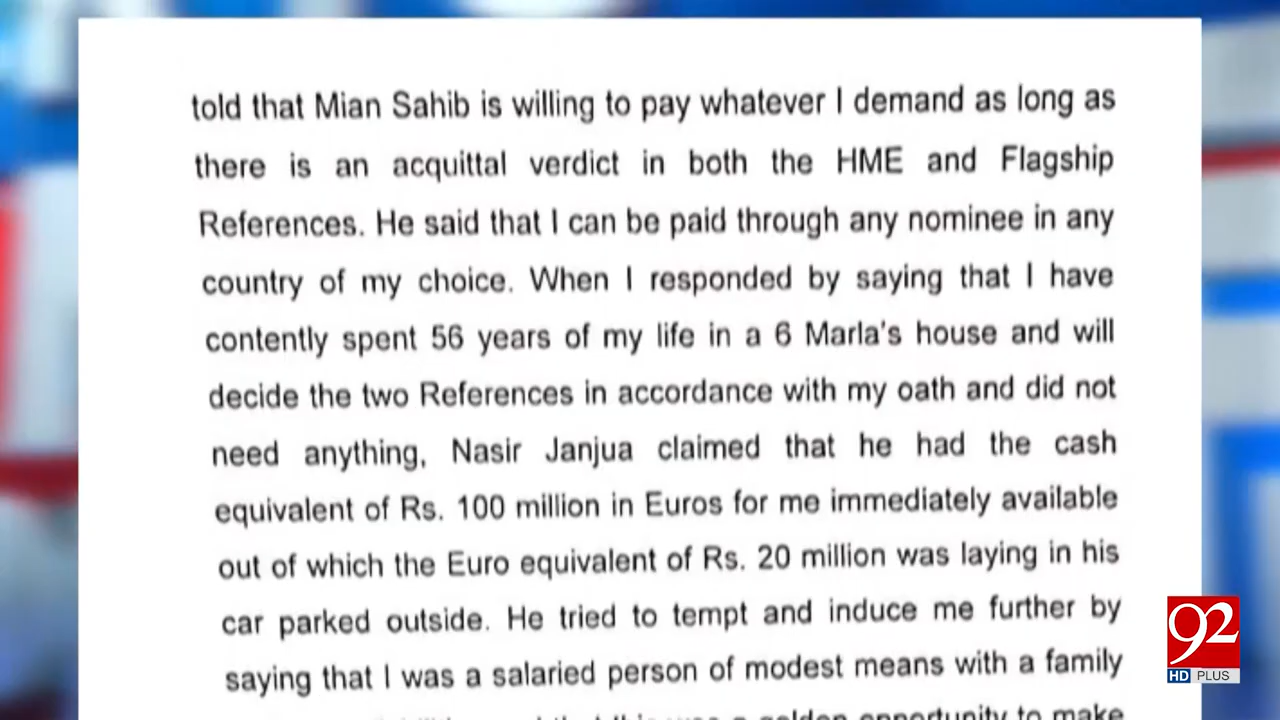 told that Mian Sahib is willing to pay whatever I demand as long as
there is an acquittal verdict in both the HME and Flagship
References. He said that I can be paid through any nominee in any
country of my choice. When I responded by saying that I have
contently spent 56 years of my life in a 6 Marla's house and will
decide the two References in accordance with my oath and did not
need anything, Nasir Janjua claimed that he had the cash
equivalent of Rs. 100 million in Euros for me immediately available
out of which the Euro equivalent of Rs. 20 million was laying in his
car parked outside. He tried to tempt and induce me further by
saying that I was a salaried person of modest means with a family
golden opportunity to make
92
HD PLUS